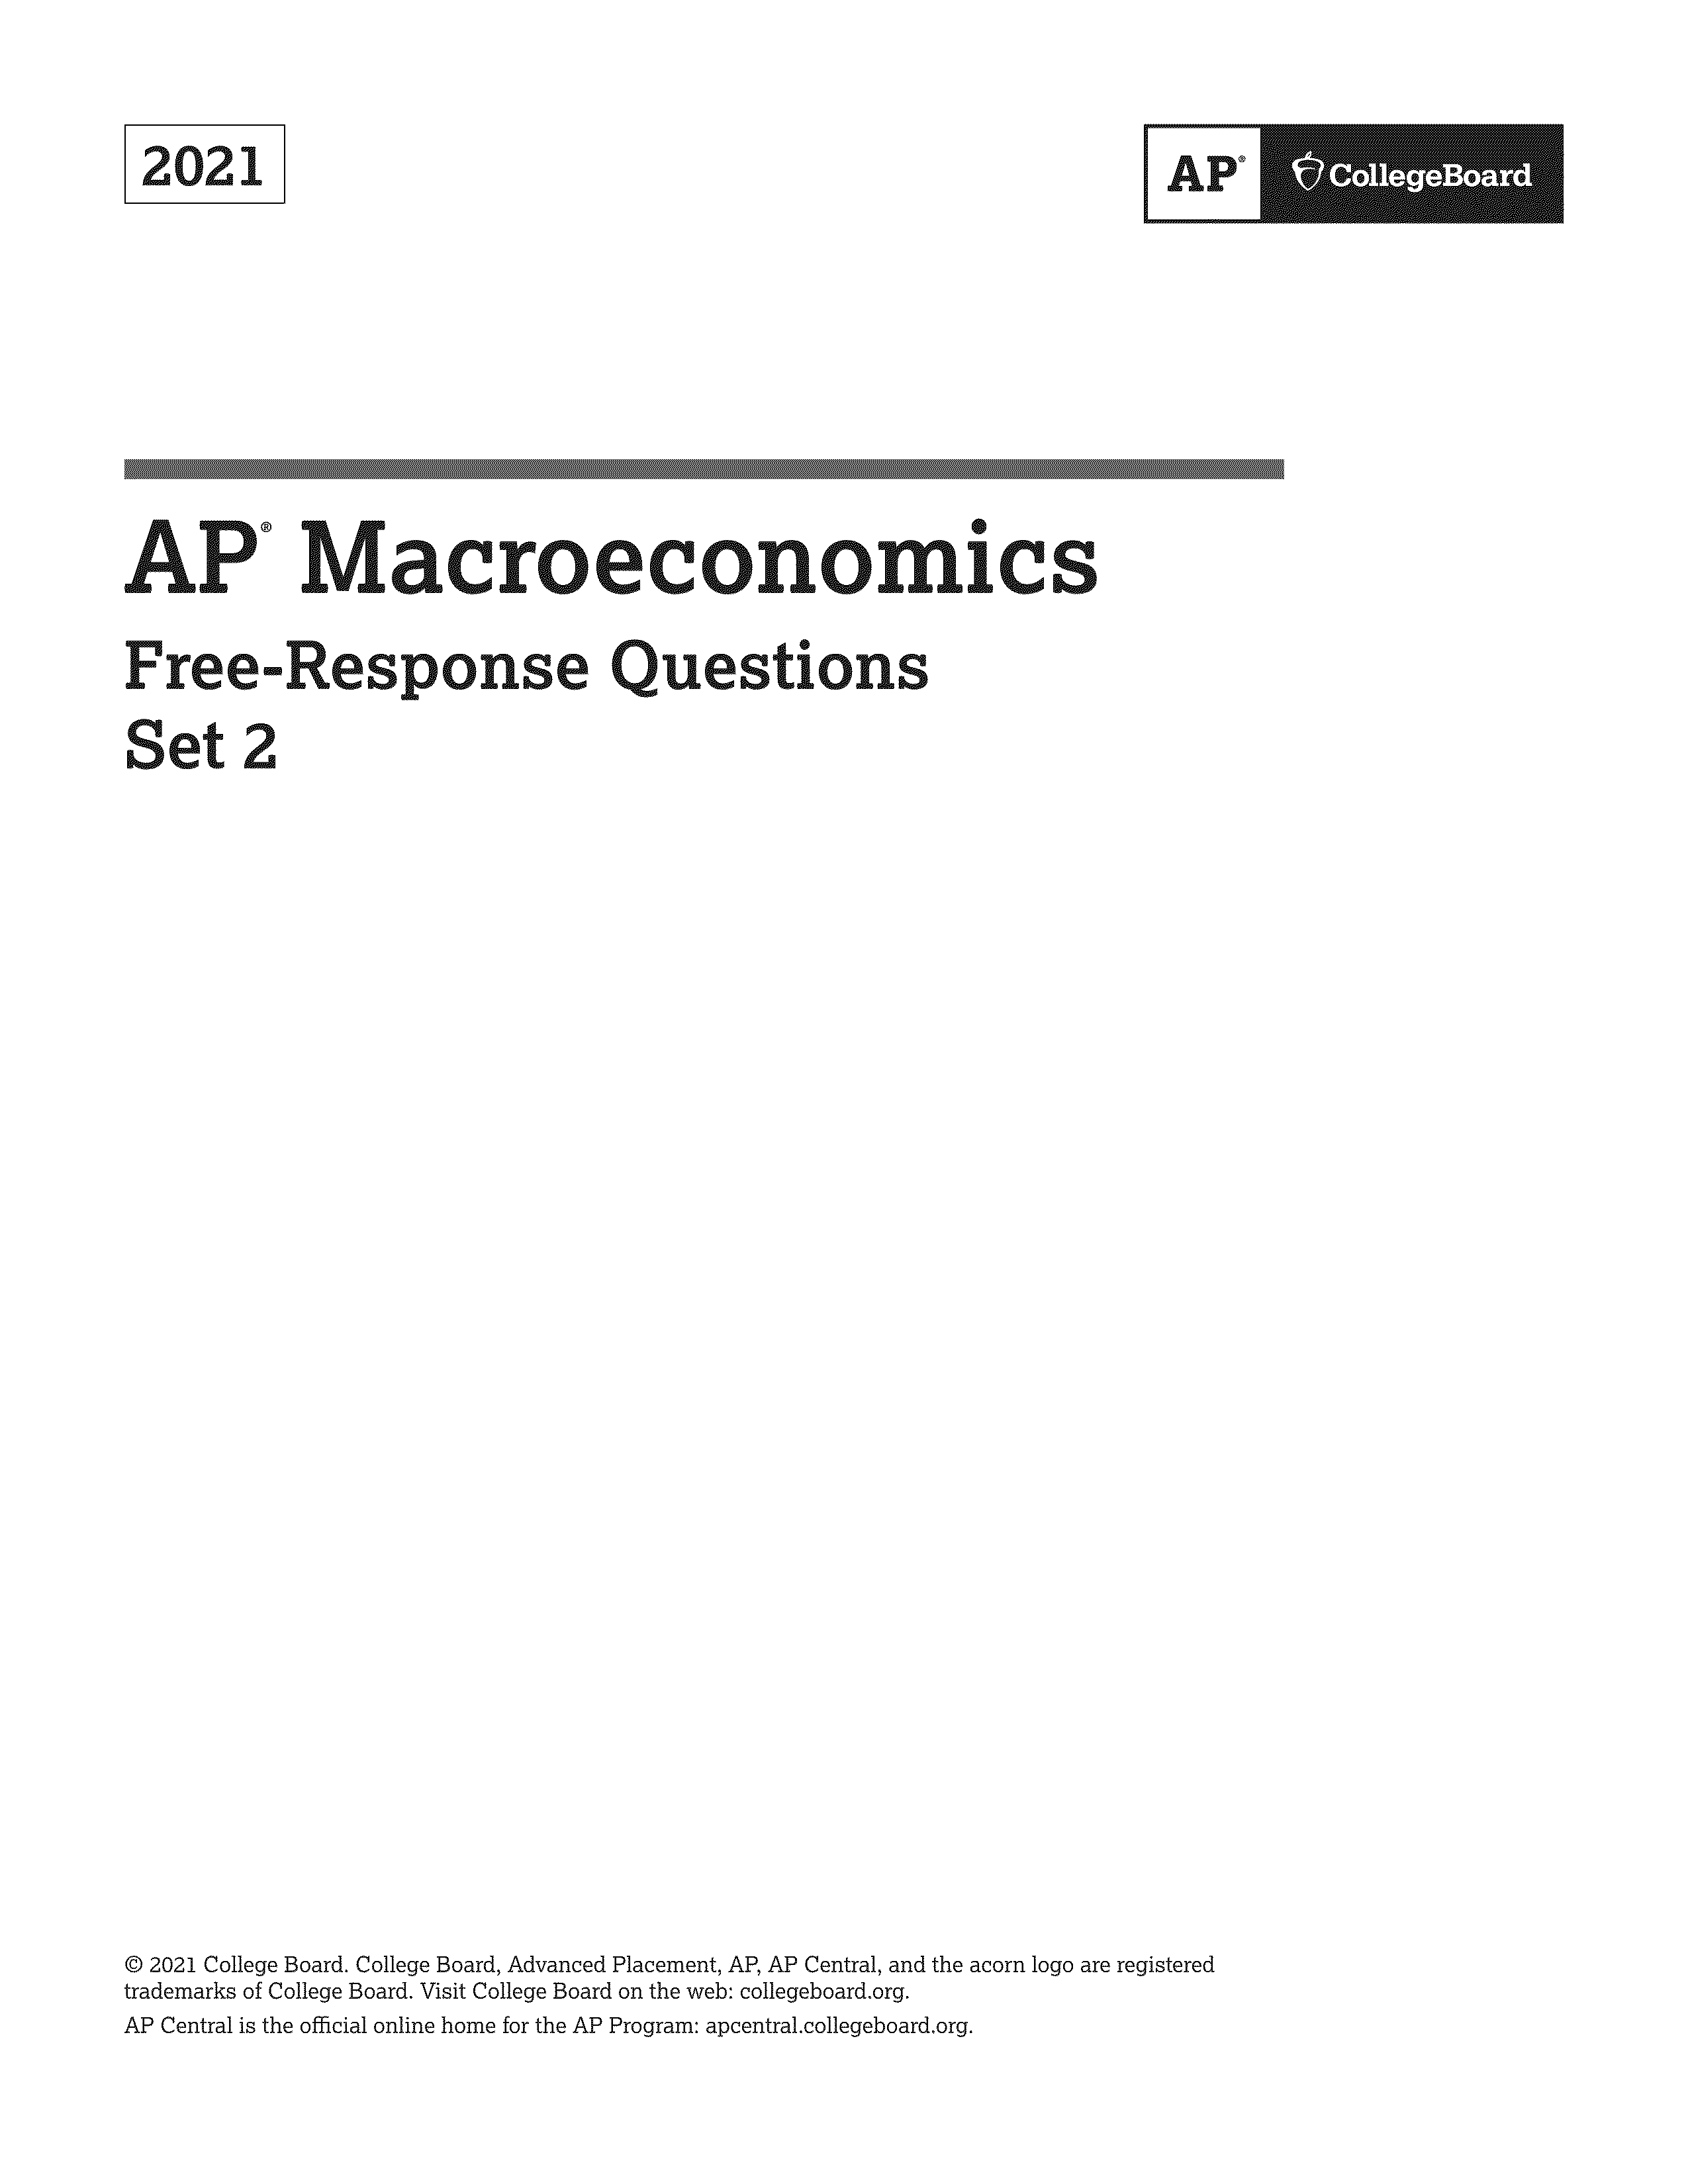 2021
AP® CollegeBoard
AP® Macroeconomics
Free-Response Questions
Set 2
© 2021 College Board. College Board, Advanced Placement, AP, AP Central, and the acorn logo are registered
trademarks of College Board. Visit College Board on the web: collegeboard.org.
AP Central is the official online home for the AP Program: apcentral.collegeboard.org.